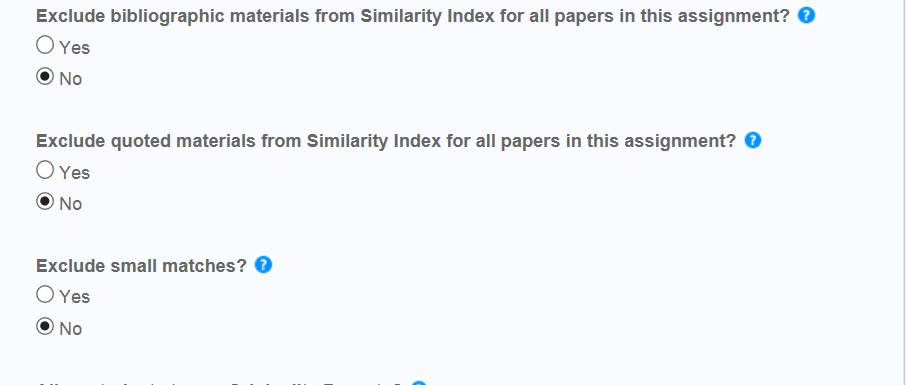 Exclude bibliographic materials from Similarity Index for all papers in this assignment? ?
Yes
No
Exclude quoted materials from Similarity Index for all papers in this assignment? ?
Yes
No
Exclude small matches? ?
Yes
No